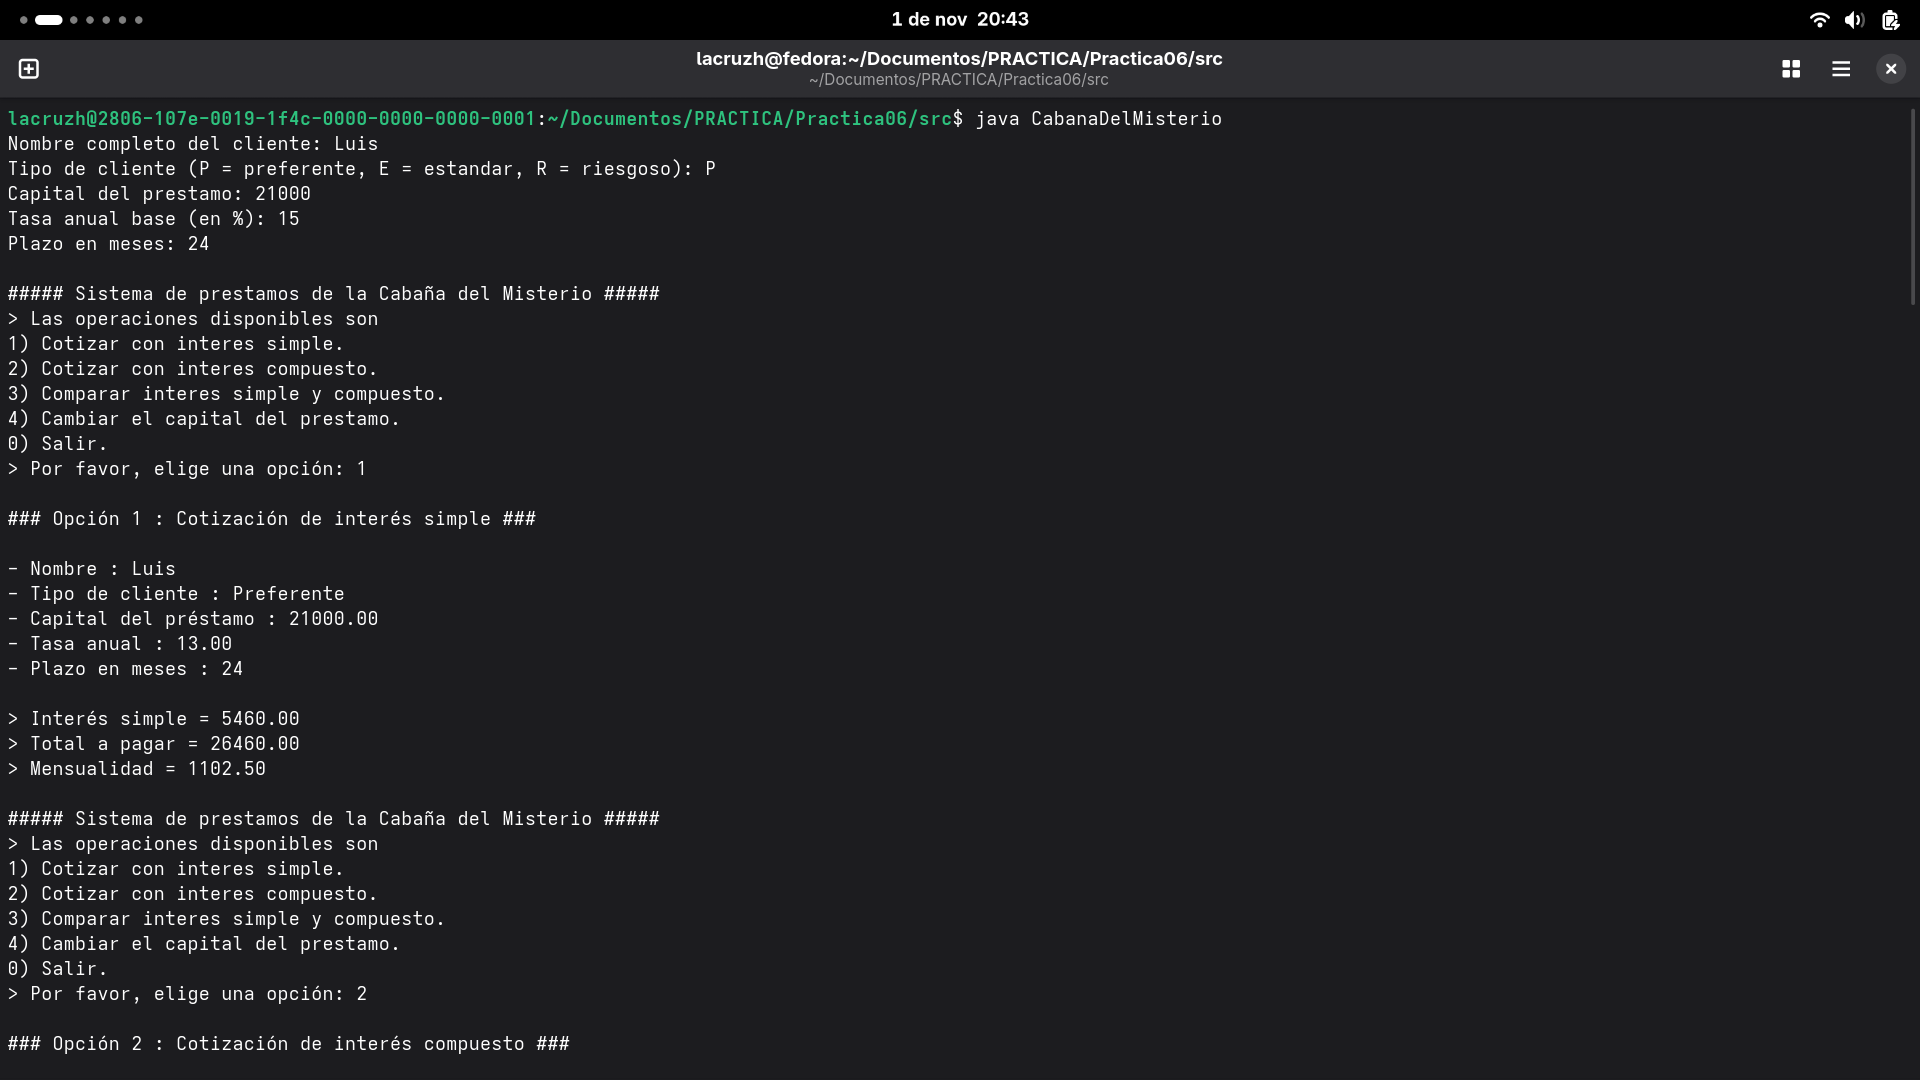 1 de nov 20:43
lacruzh@fedora:~/Documentos/PRACTICA/Practica06/src
~/Documentos/PRACTICA/Practica06/src
lacruzh@2806-107e-0019-1f4c-0000-0000-0000-0001:~/Documentos/PRACTICA/Practica06/src$ java CabanaDelMisterio
Nombre completo del cliente: Luis
Tipo de cliente (P = preferente, E = estandar, R = riesgoso): P
Capital del prestamo: 21000
Tasa anual base (en %): 15
Plazo en meses: 24
##### Sistema de prestamos de la Cabaña del Misterio #####
> Las operaciones disponibles son
1) Cotizar con interes simple.
2) Cotizar con interes compuesto.
3) Comparar interes simple y compuesto.
4) Cambiar el capital del prestamo.
0) Salir.
> Por favor, elige una opción: 1
### Opción 1 : Cotización de interés simple ###
- Nombre : Luis
- Tipo de cliente : Preferente
- Capital del préstamo : 21000.00
- Tasa anual : 13.00
- Plazo en meses : 24
> Interés simple = 5460.00
> Total a pagar = 26460.00
> Mensualidad = 1102.50
##### Sistema de prestamos de la Cabaña del Misterio #####
> Las operaciones disponibles son
1) Cotizar con interes simple.
2) Cotizar con interes compuesto.
3) Comparar interes simple y compuesto.
4) Cambiar el capital del prestamo.
0) Salir.
> Por favor, elige una opción: 2
### Opción 2 : Cotización de interés compuesto ###